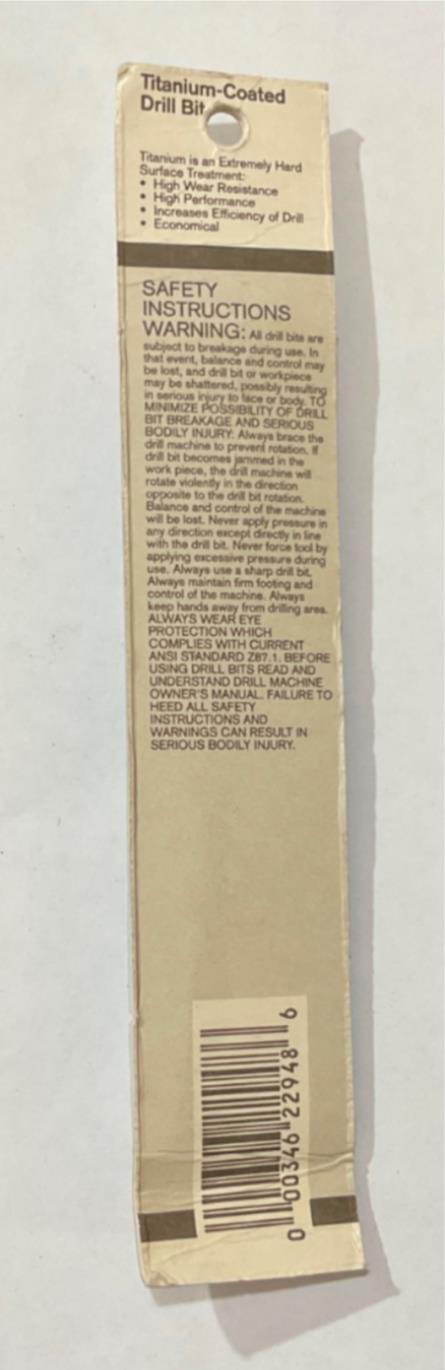 Titanium-Coated
Drill Bit
Titanium is an Extremely Hard
Surface Treatment:
• High Wear Resistance
• High Performance
• Increases Efficiency of Drill
• Economical
SAFETY
INSTRUCTIONS
WARNING: All drill bits are
subject to breakage during use. In
that event, balance and control may
be lost, and drill bit or workpiece
may be shattered, possibly resulting
in serious injury to face or body. TO
MINIMIZE POSSIBILITY OF DRILL
BIT BREAKAGE AND SERIOUS
BODILY INJURY: Always brace the
drill machine to prevent rotation. If
drill bit becomes jammed in the
work piece, the drill machine will
rotate violently in the direction
opposite to the drill bit rotation.
Balance and control of the machine
will be lost. Never apply pressure in
any direction except directly in line
with the drill bit. Never force tool by
applying excessive pressure during
use. Always use a sharp drill bit.
Always maintain firm footing and
control of the machine. Always
keep hands away from drilling area.
ALWAYS WEAR EYE
PROTECTION WHICH
COMPLIES WITH CURRENT
ANSI STANDARD Z87.1. BEFORE
USING DRILL BITS READ AND
UNDERSTAND DRILL MACHINE
OWNER'S MANUAL. FAILURE TO
HEED ALL SAFETY
INSTRUCTIONS AND
WARNINGS CAN RESULT IN
SERIOUS BODILY INJURY.
0 00346 22948 6